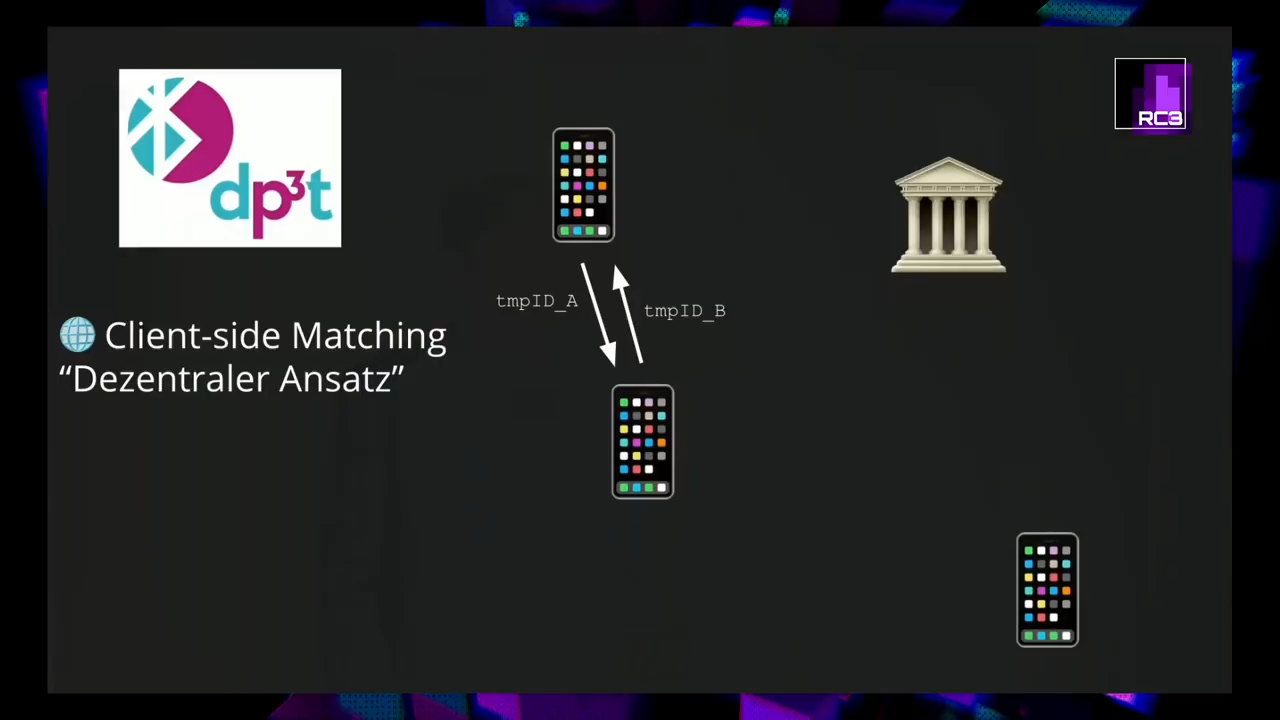 dp³t
RC3
tmpID_A
tmpID_B
Client-side Matching
“Dezentraler Ansatz”